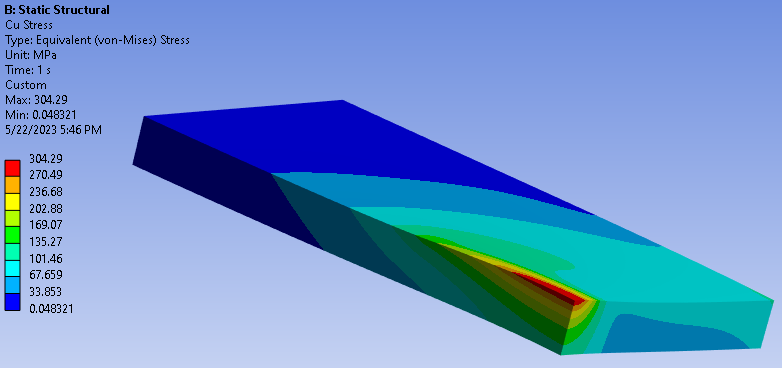 B: Static Structural
Cu Stress
Type: Equivalent (von-Mises) Stress
Unit: MPa
Time: 1 s
Custom
Max: 304.29
Min: 0.048321
5/22/2023 5:46 PM
304.29
270.49
236.68
202.88
169.07
135.27
101.46
67.659
33.853
0.048321